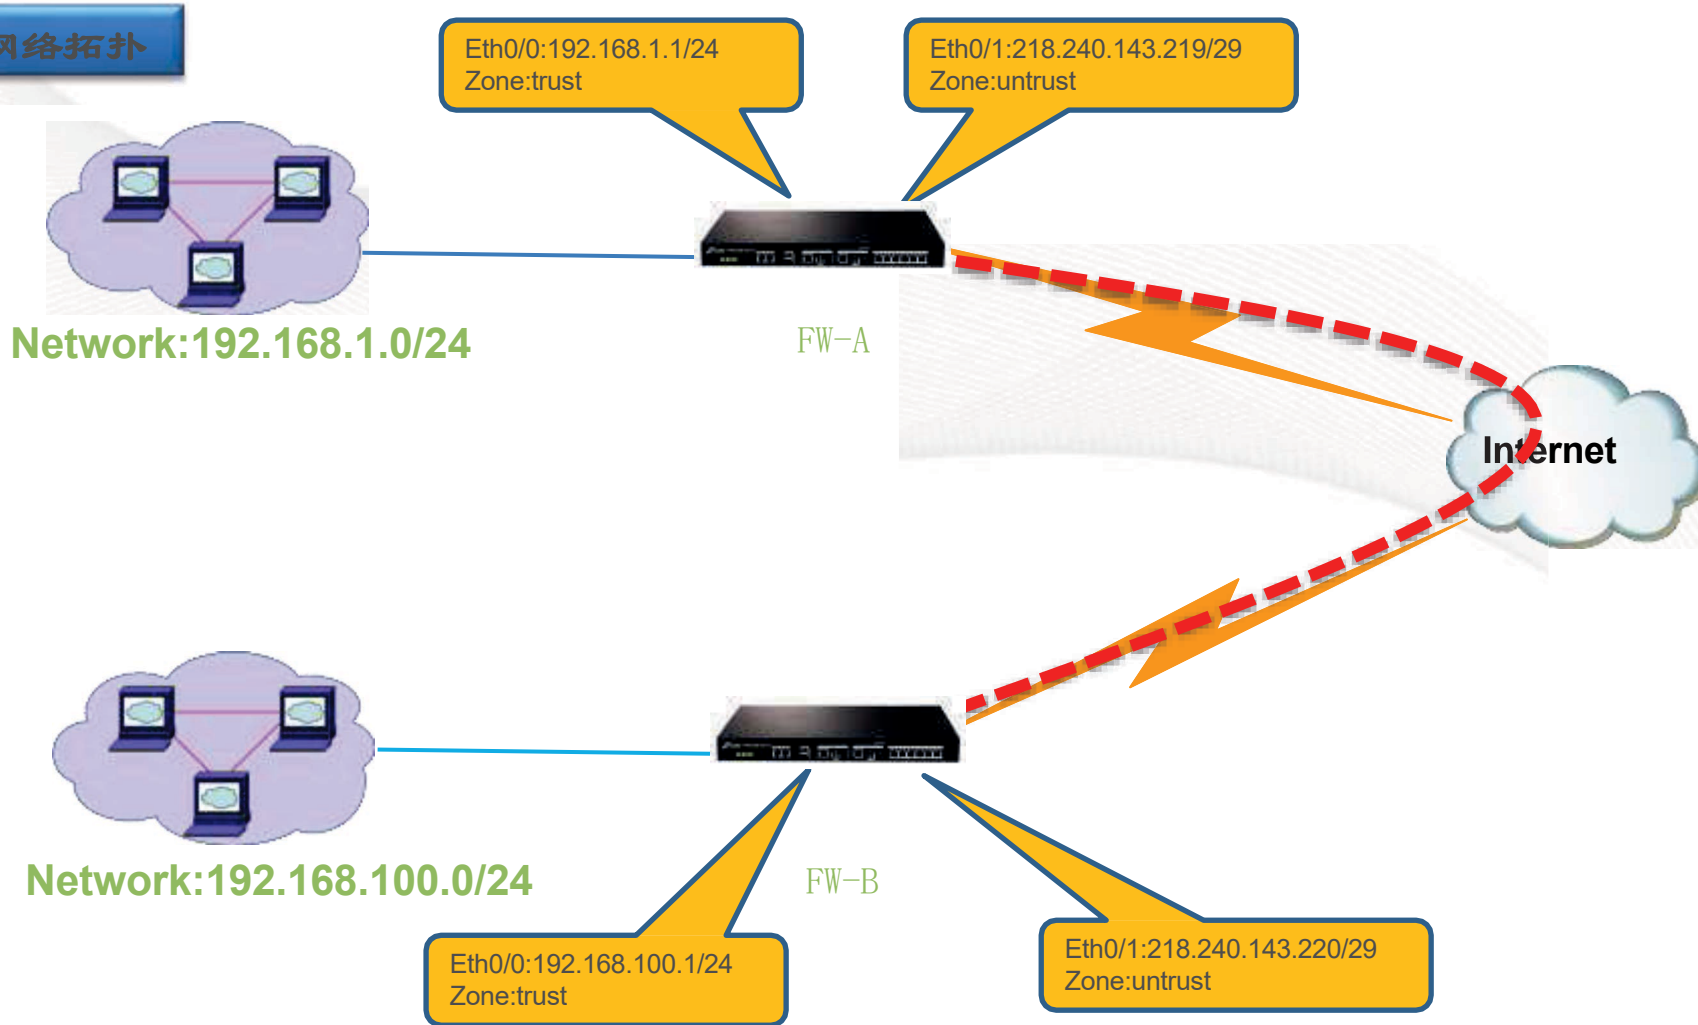 网络拓扑
Eth0/0:192.168.1.1/24
Zone:trust
Eth0/1:218.240.143.219/29
Zone:untrust
Network:192.168.1.0/24
FW-A
Internet
Network:192.168.100.0/24
FW-B
Eth0/0:192.168.100.1/24
Zone:trust
Eth0/1:218.240.143.220/29
Zone:untrust